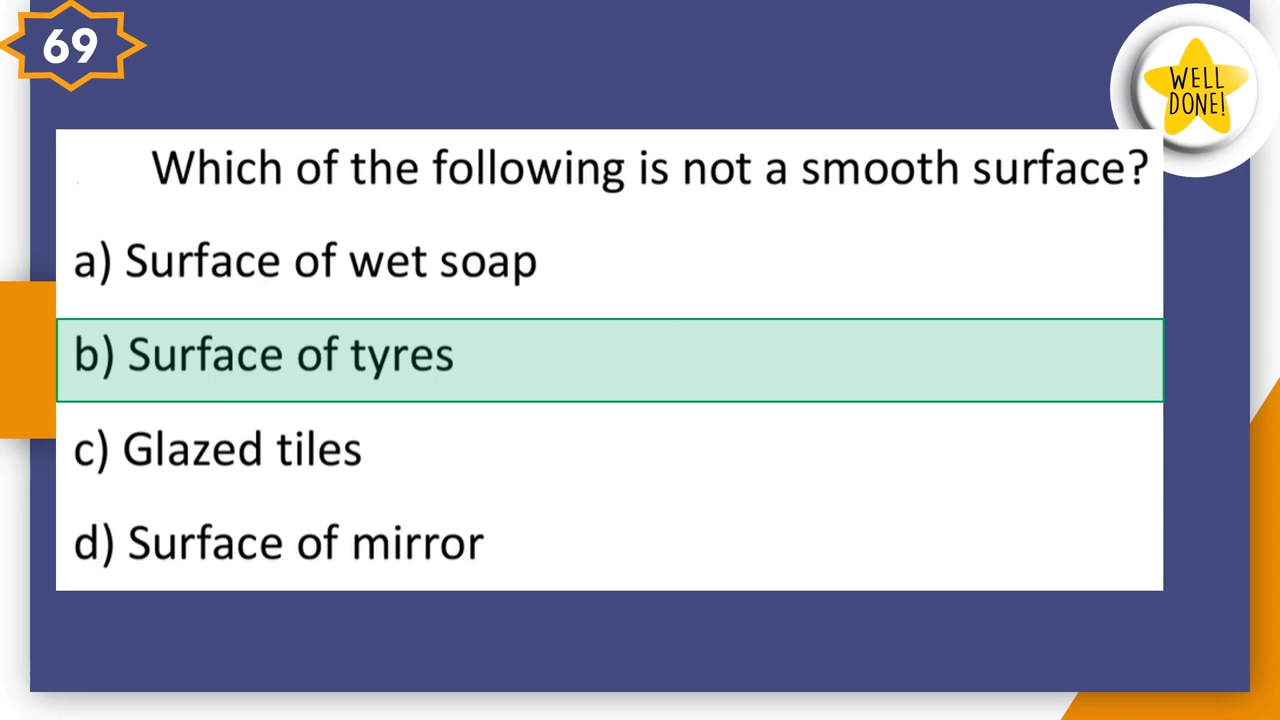 69
WELL
DONE!
Which of the following is not a smooth surface?
a) Surface of wet soap
b) Surface of tyres
c) Glazed tiles
d) Surface of mirror